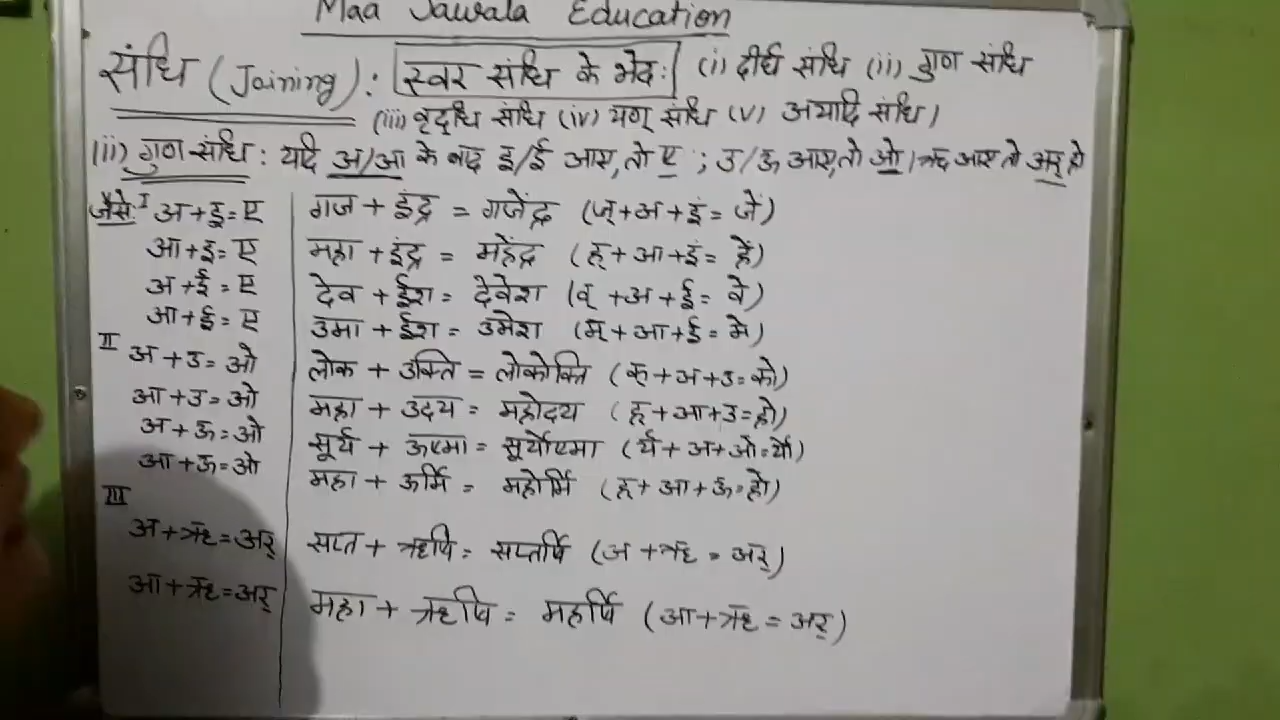 Maa Jawala Education
संधि (Joining) : स्वर संधि के भेदः (i) दीर्घ संधि (ii) गुण संधि
(iii) वृद्धि संधि (iv) यण् संधि (v) अयादि संधि।
(ii) गुण संधि : यदि अ/आ के बाद इ/ई आए, तो ए ; उ/ऊ आए, तो ओ । ऋ आए तो अर् हो
जैसे: I अ + इ = ए गज + इंद्र = गजेंद्र (ज् + अ + इं = जें)
आ + इ = ए महा + इंद्र = महेंद्र (ह् + आ + इं = हें)
अ + ई = ए देव + ईश = देवेश (व् + अ + ई = वे)
आ + ई = ए उमा + ईश = उमेश (म् + आ + ई = मे)
II अ + उ = ओ लोक + उक्ति = लोकोक्ति (क् + अ + उ = को)
आ + उ = ओ महा + उदय = महोदय (ह् + आ + उ = हो)
अ + ऊ = ओ सूर्य + ऊष्मा = सूर्योष्मा (र्य + अ + ओ = र्यो)
आ + ऊ = ओ महा + ऊर्मि = महोर्मि (ह् + आ + ऊ = हो)
III
अ + ऋ = अर् सप्त + ऋषि = सप्तर्षि (अ + ऋ = अर्)
आ + ऋ = अर् महा + ऋषि = महर्षि (आ + ऋ = अर्)